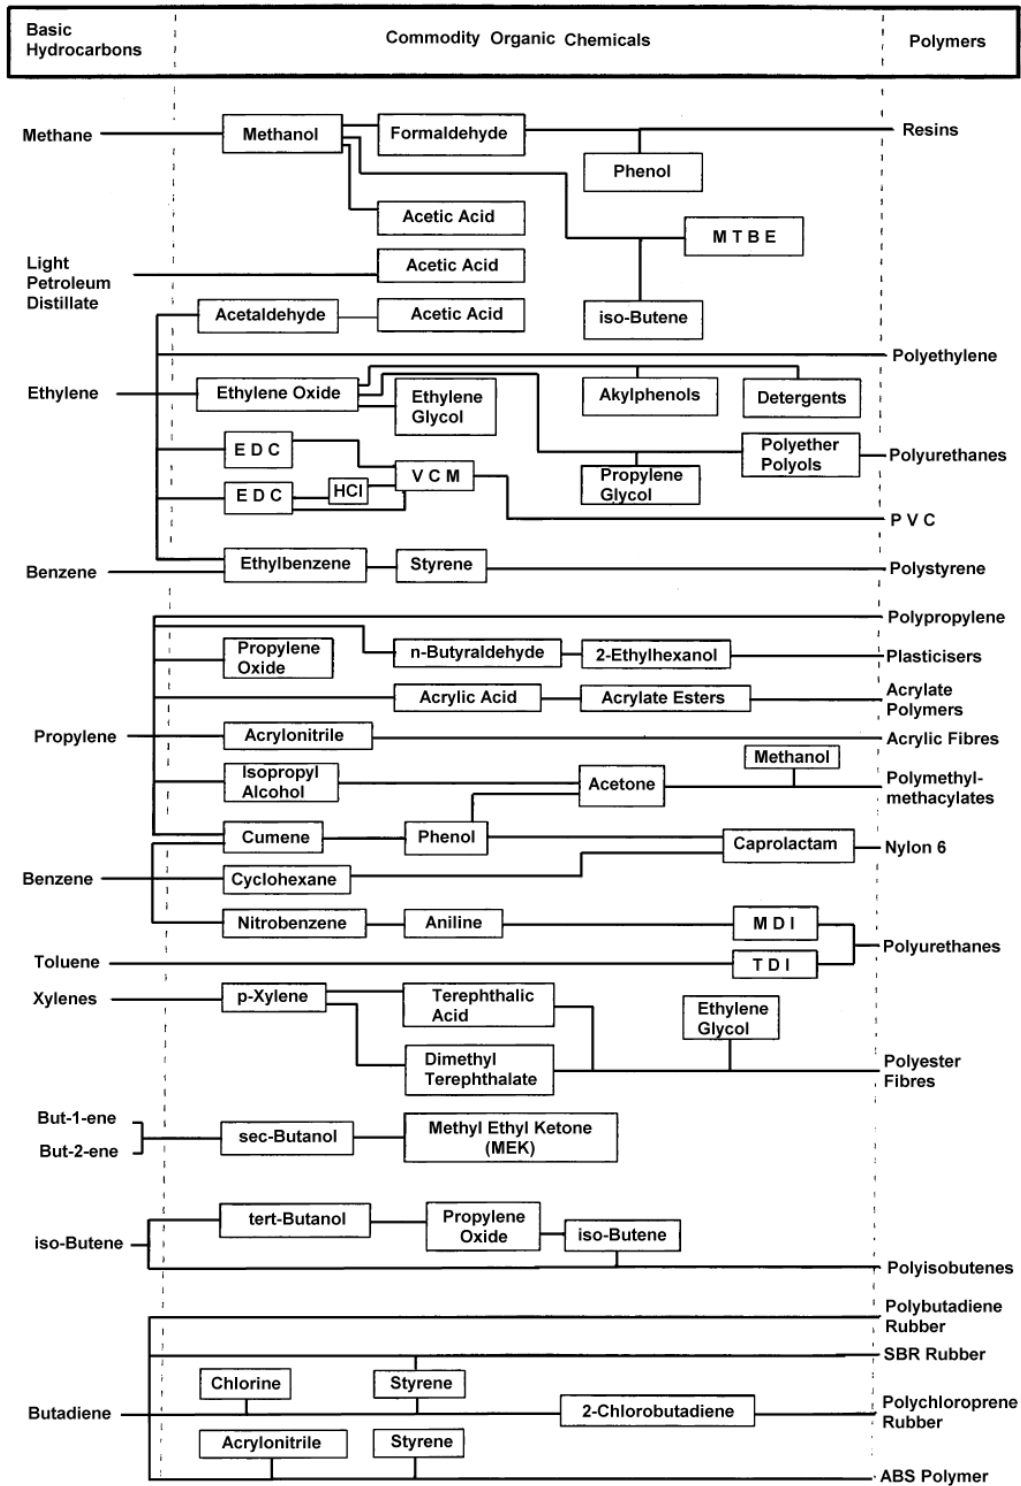 Basic
Hydrocarbons
Commodity Organic Chemicals
Polymers
Methane
Methanol
Formaldehyde
Resins
Phenol
Acetic Acid
M T B E
Light
Petroleum
Distillate
Acetic Acid
Acetaldehyde
Acetic Acid
iso-Butene
Polyethylene
Ethylene
Ethylene Oxide
Ethylene
Glycol
Akylphenols
Detergents
E D C
V C M
Polyether
Polyols
Polyurethanes
Propylene
Glycol
E D C
HCl
P V C
Benzene
Ethylbenzene
Styrene
Polystyrene
Polypropylene
Propylene
Oxide
n-Butyraldehyde
2-Ethylhexanol
Plasticisers
Acrylic Acid
Acrylate Esters
Acrylate
Polymers
Propylene
Acrylonitrile
Acrylic Fibres
Methanol
Isopropyl
Alcohol
Acetone
Polymethyl-
methacylates
Cumene
Phenol
Caprolactam
Nylon 6
Benzene
Cyclohexane
Nitrobenzene
Aniline
M D I
Polyurethanes
Toluene
T D I
Xylenes
p-Xylene
Terephthalic
Acid
Ethylene
Glycol
Dimethyl
Terephthalate
Polyester
Fibres
But-1-ene
But-2-ene
sec-Butanol
Methyl Ethyl Ketone
(MEK)
iso-Butene
tert-Butanol
Propylene
Oxide
iso-Butene
Polyisobutenes
Polybutadiene
Rubber
SBR Rubber
Chlorine
Styrene
Butadiene
2-Chlorobutadiene
Polychloroprene
Rubber
Acrylonitrile
Styrene
ABS Polymer